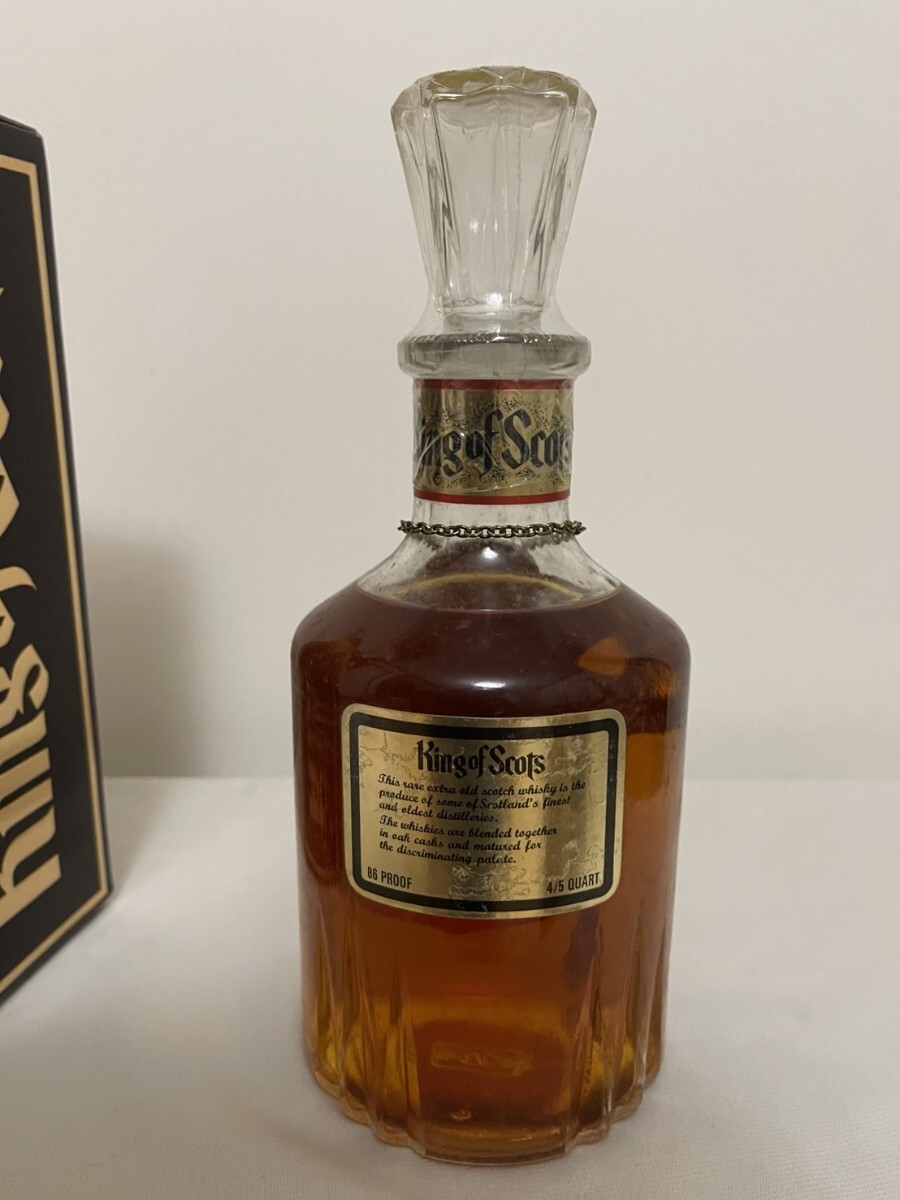 King of Scots
King of Scots
This rare extra old scotch whisky is the
produce of some of Scotland's finest
and oldest distilleries.
The whiskies are blended together
in oak casks and matured for
the discriminating palate.
86 PROOF
4/5 QUART
King of